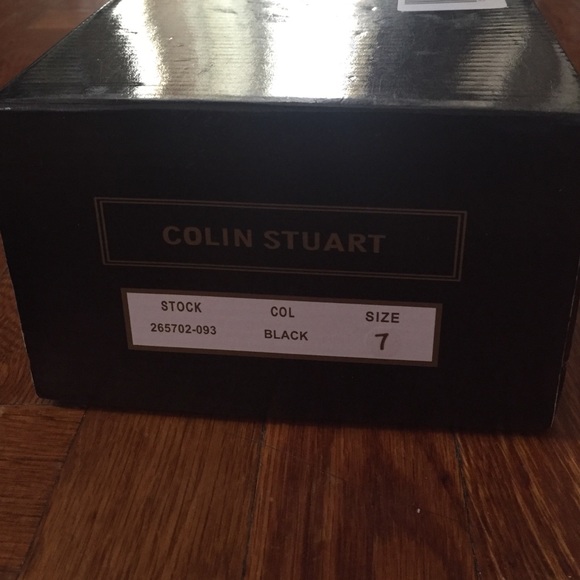 COLIN STUART
STOCK COL SIZE
265702-093 BLACK 7